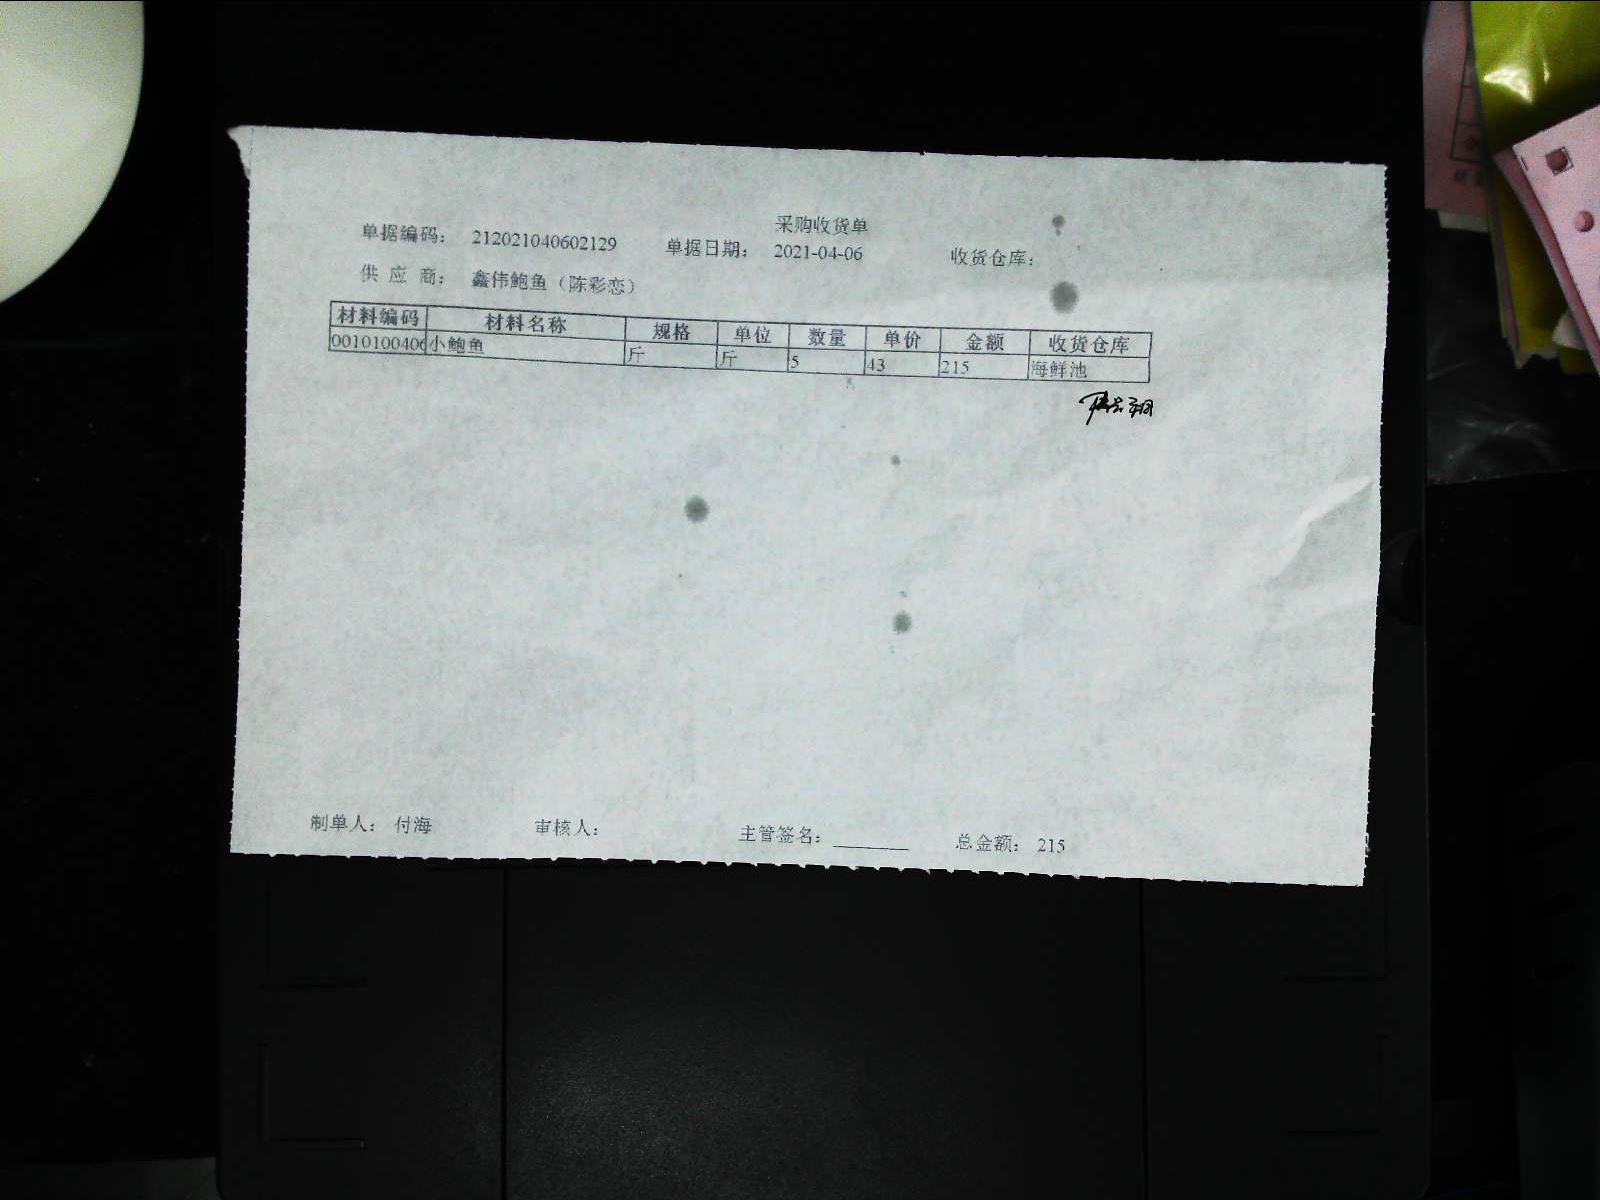 采购收货单
单据编码: 212021040602129 单据日期: 2021-04-06 收货仓库:
供 应 商: 鑫伟鲍鱼（陈彩恋）
材料编码 材料名称 规格 单位 数量 单价 金额 收货仓库
0010100406 小鲍鱼 斤 斤 5 43 215 海鲜池
制单人: 付海 审核人: 主管签名: 总金额: 215